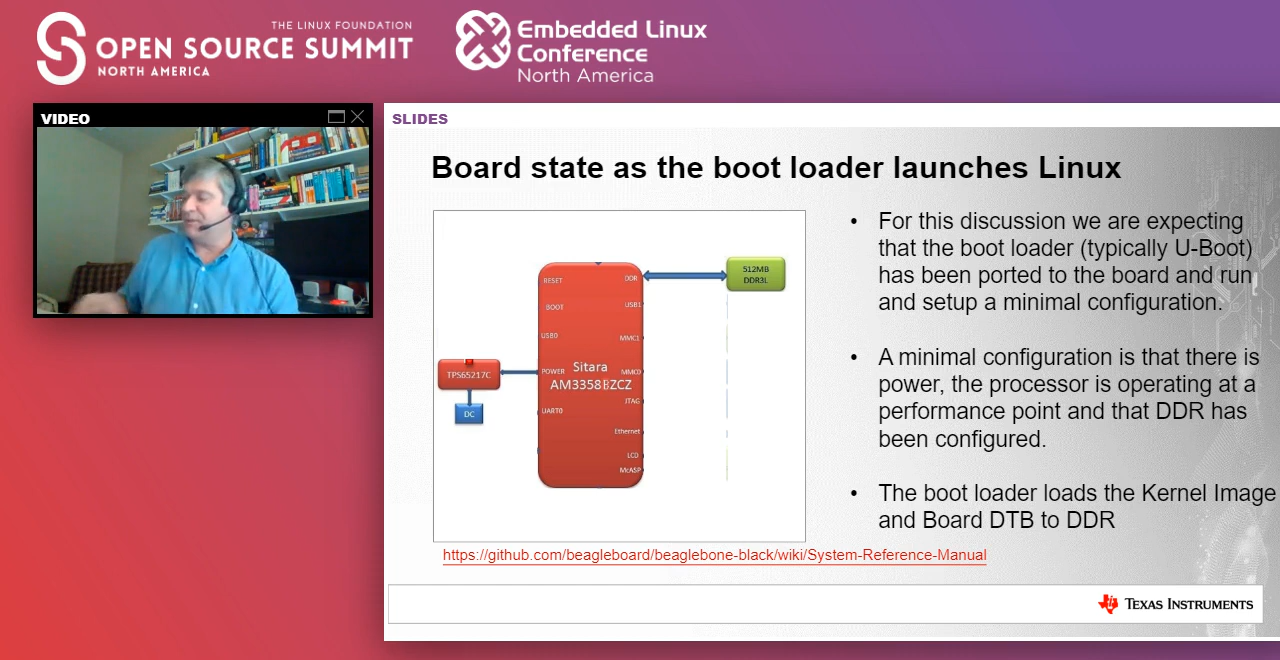 THE LINUX FOUNDATION
OPEN SOURCE SUMMIT
NORTH AMERICA
Embedded Linux
Conference
North America
VIDEO
SLIDES
Board state as the boot loader launches Linux
RESET
DDR
512MB
DDR3L
BOOT
USB1
USB0
MMC1
TPS65217C
POWER
Sitara
AM3358BZCZ
MMC0
JTAG
DC
UART0
Ethernet
LCD
McASP
• For this discussion we are expecting
that the boot loader (typically U-Boot)
has been ported to the board and run
and setup a minimal configuration.
• A minimal configuration is that there is
power, the processor is operating at a
performance point and that DDR has
been configured.
• The boot loader loads the Kernel Image
and Board DTB to DDR
https://github.com/beagleboard/beaglebone-black/wiki/System-Reference-Manual
TEXAS INSTRUMENTS